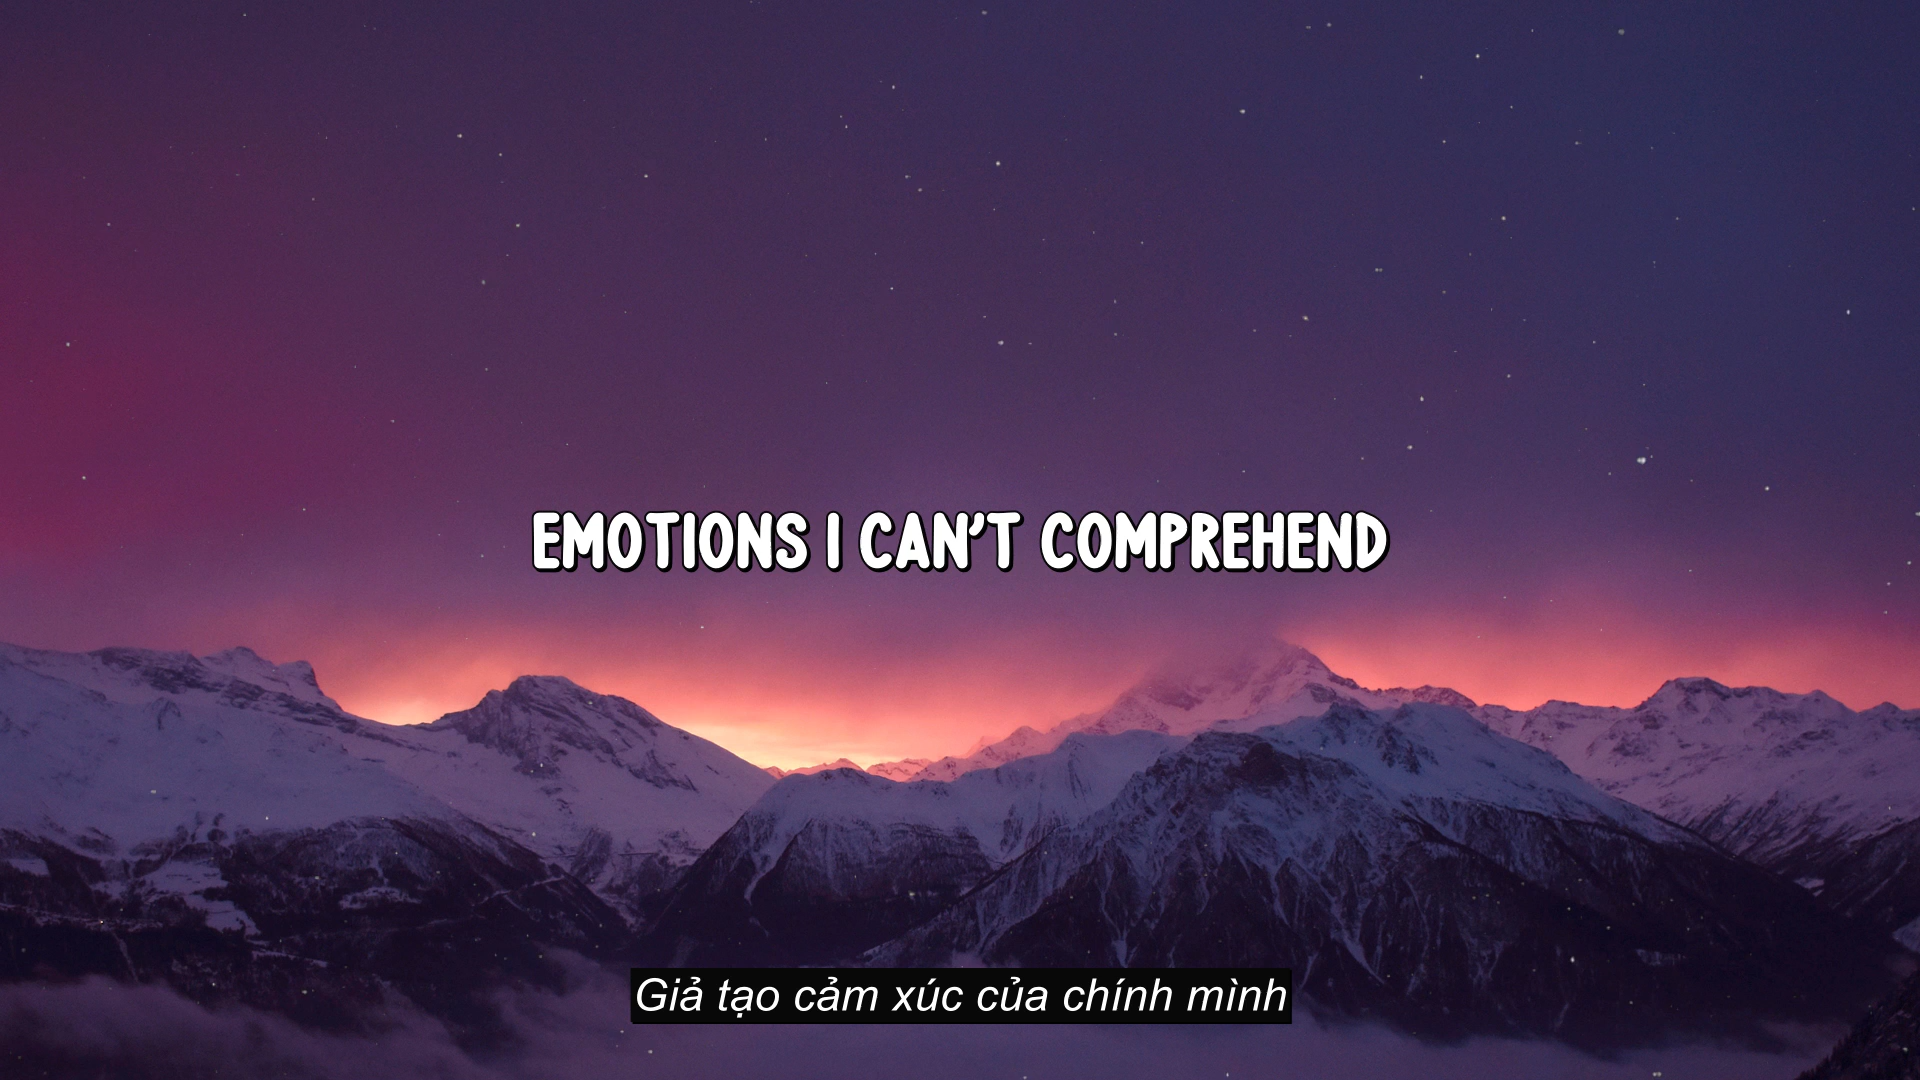 EMOTIONS I CAN'T COMPREHEND
Giả tạo cảm xúc của chính mình